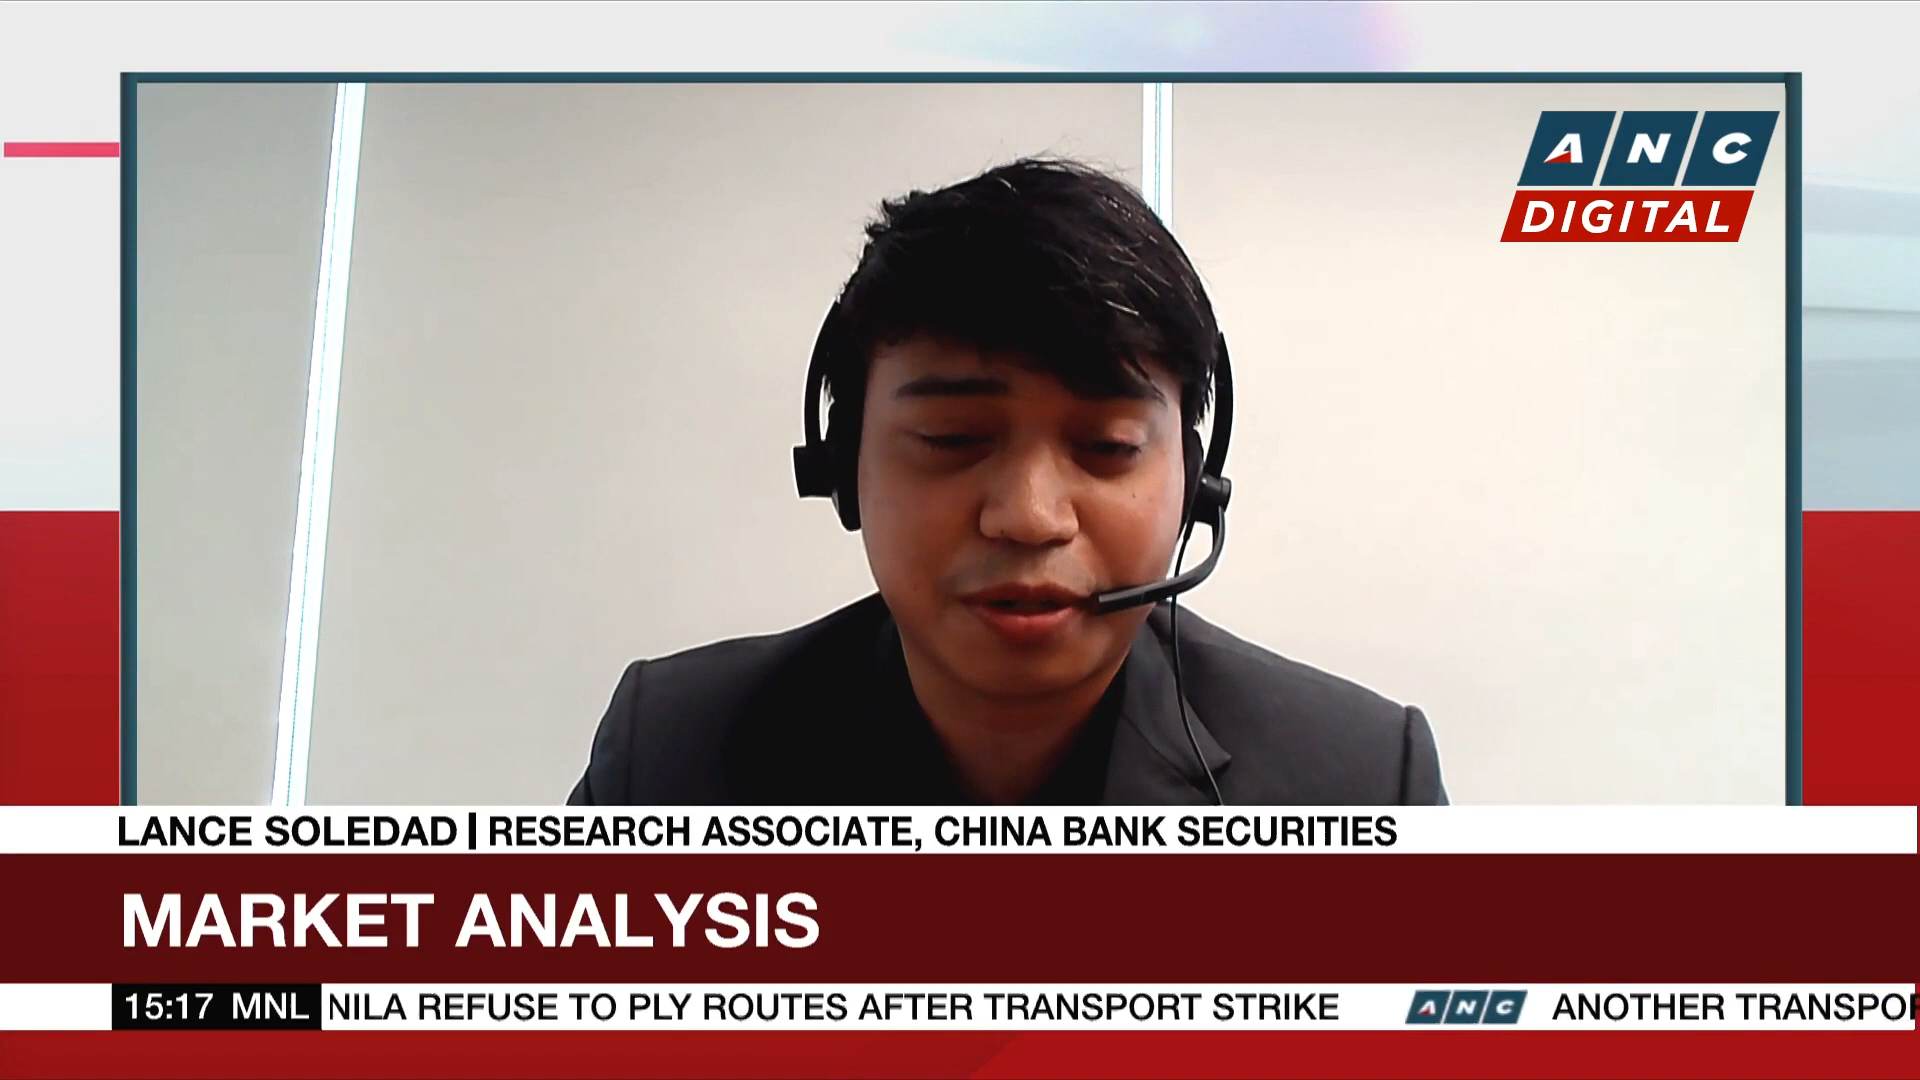 ANC
DIGITAL
LANCE SOLEDAD | RESEARCH ASSOCIATE, CHINA BANK SECURITIES
MARKET ANALYSIS
15:17 MNL NILA REFUSE TO PLY ROUTES AFTER TRANSPORT STRIKE ANC ANOTHER TRANSPOR